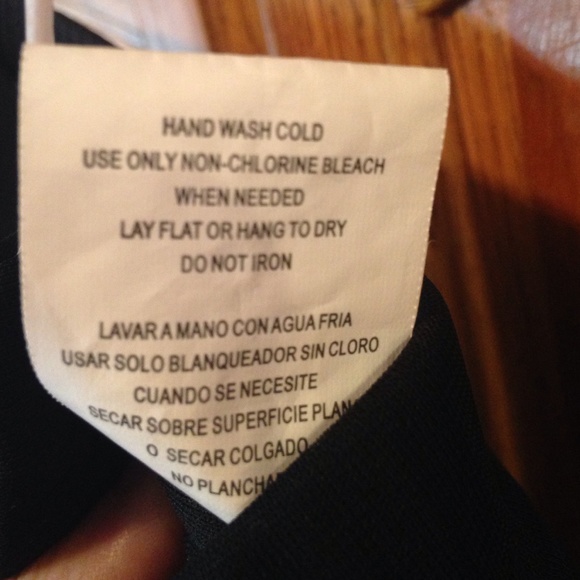 HAND WASH COLD
USE ONLY NON-CHLORINE BLEACH
WHEN NEEDED
LAY FLAT OR HANG TO DRY
DO NOT IRON
LAVAR A MANO CON AGUA FRIA
USAR SOLO BLANQUEADOR SIN CLORO
CUANDO SE NECESITE
SECAR SOBRE SUPERFICIE
O SECAR COLGADO
NO